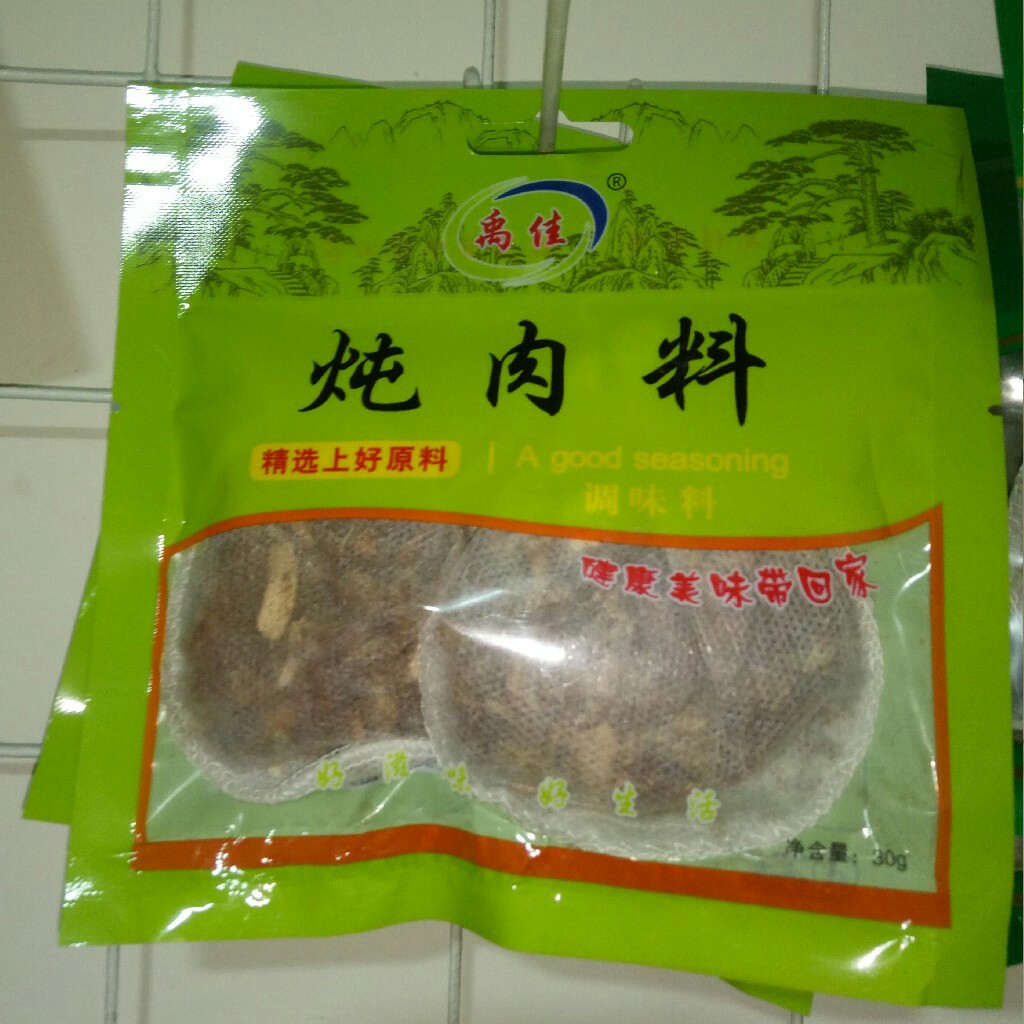 禹佳®
炖肉料
精选上好原料 | A good seasoning
调味料
健康美味带回家
好滋味好生活
净含量：30g